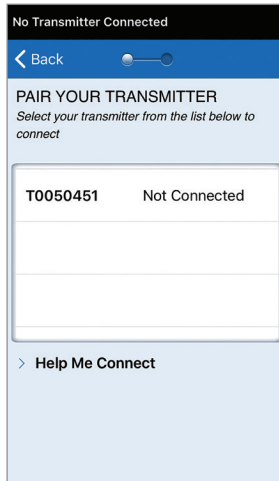 No Transmitter Connected
Back
PAIR YOUR TRANSMITTER
Select your transmitter from the list below to
connect
T0050451 Not Connected
Help Me Connect